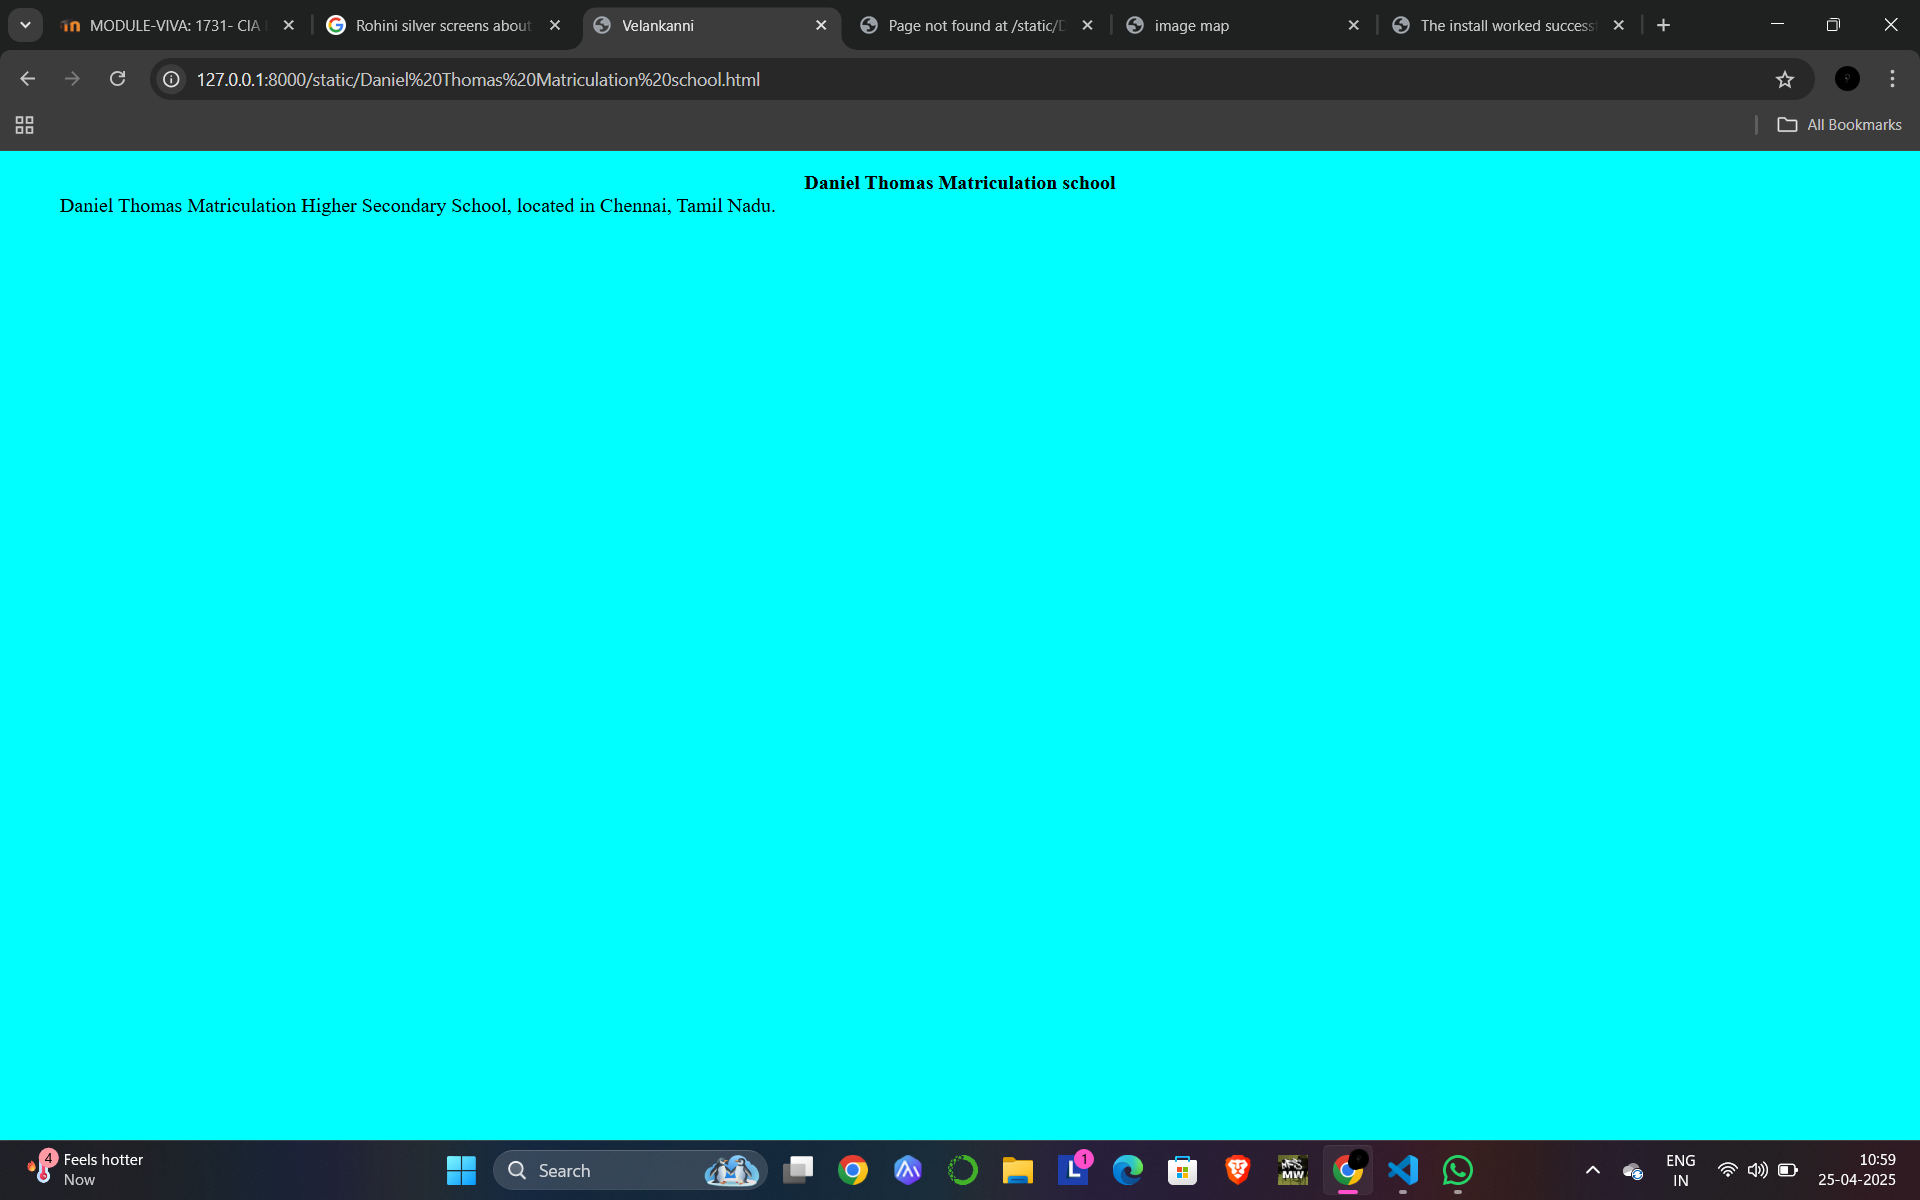 MODULE-VIVA: 1731- CIA
Rohini silver screens about
Velankanni
Page not found at /static/D
image map
The install worked success
127.0.0.1:8000/static/Daniel%20Thomas%20Matriculation%20school.html
All Bookmarks
Daniel Thomas Matriculation school
Daniel Thomas Matriculation Higher Secondary School, located in Chennai, Tamil Nadu.
4
Feels hotter
Now
Search
L
1
MW
ENG
IN
10:59
25-04-2025